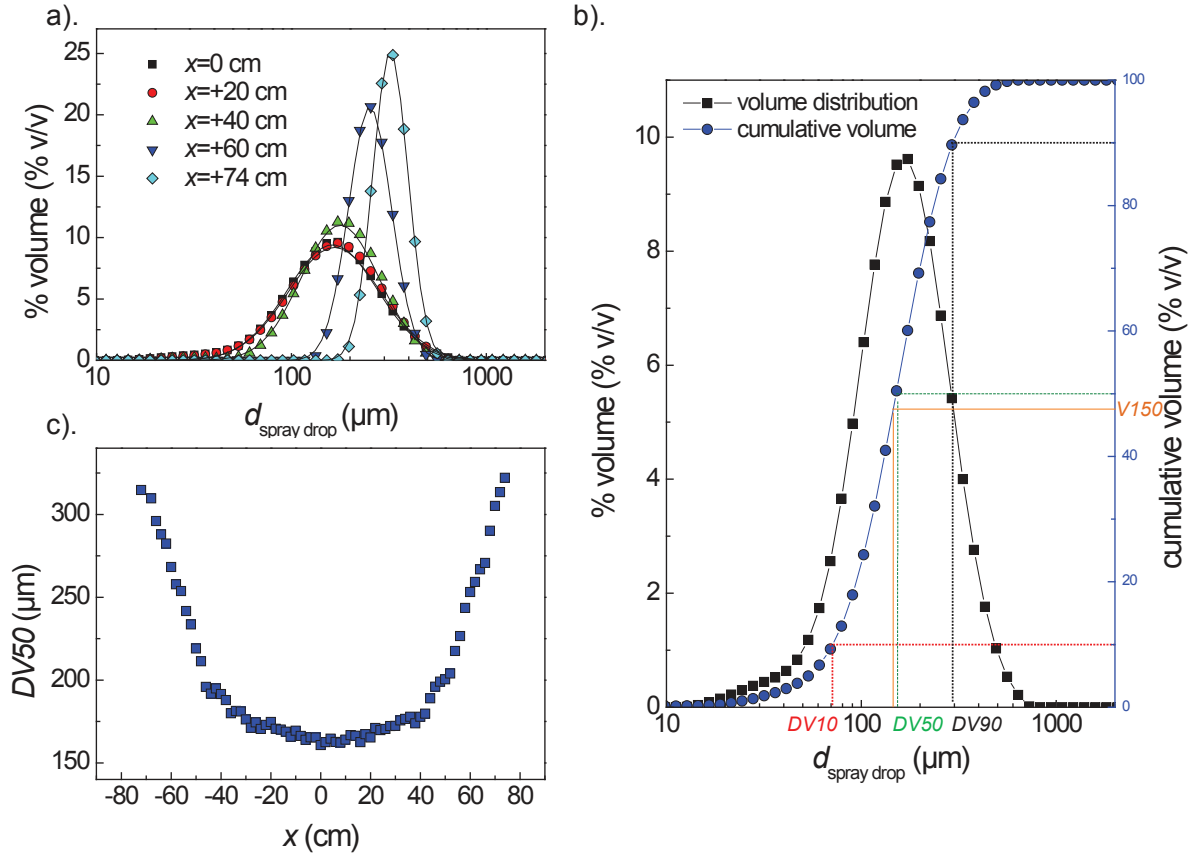 a).
25
20
15
10
5
0
% volume (% v/v)
x=0 cm
x=+20 cm
x=+40 cm
x=+60 cm
x=+74 cm
10
100
1000
d spray drop (µm)
b).
10
8
6
4
2
0
% volume (% v/v)
volume distribution
cumulative volume
100
80
60
V150
40
20
0
cumulative volume (% v/v)
10
100
1000
DV10
DV50
DV90
d spray drop (µm)
c).
300
250
200
150
DV50 (µm)
-80
-60
-40
-20
0
20
40
60
80
x (cm)